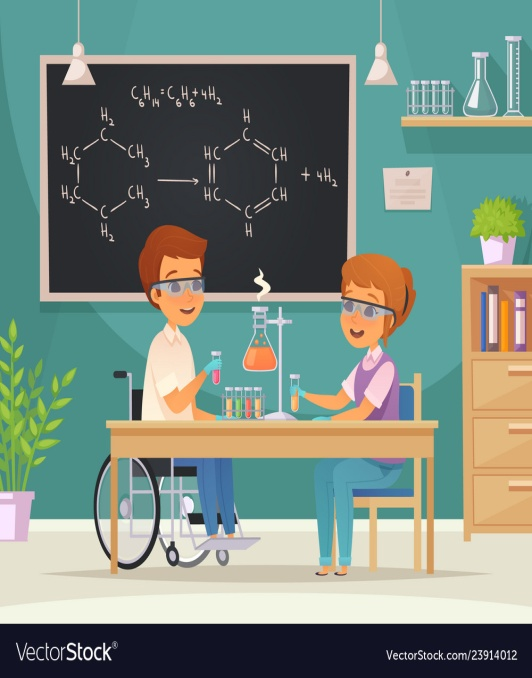 C₆H₁₄=C₆H₆+4H₂
H₂ H
C C
H₂C CH₃ HC CH
+ 4H₂
H₂C CH₃ HC CH
C C
H₂ H
VectorStock®
VectorStock.com/23914012